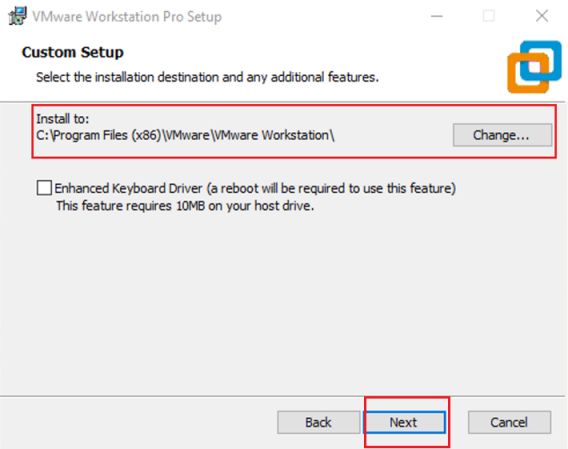 VMware Workstation Pro Setup
Custom Setup
Select the installation destination and any additional features.
Install to:
C:\Program Files (x86)\VMware\VMware Workstation\
Change...
Enhanced Keyboard Driver (a reboot will be required to use this feature)
This feature requires 10MB on your host drive.
Back Next Cancel